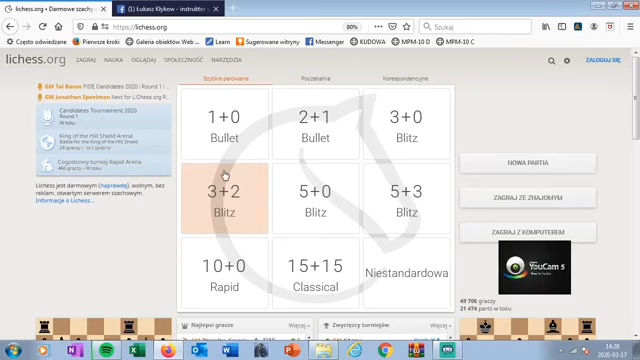 lichess.org • Darmowe szachy o
(1) Łukasz Kłykow - instruktor
https://lichess.org
80%
Szukaj
Często odwiedzane
Pierwsze kroki
Galeria obiektów Web ...
Learn
Sugerowane witryny
Messenger
KUDOWA
MPM-10 D
MPM-10 C
lichess.org
ZAGRAJ
NAUKA
OGLĄDAJ
SPOŁECZNOŚĆ
NARZĘDZIA
ZALOGUJ SIĘ
Szybkie parowanie
Poczekalnia
Korespondencyjne
GM Tal Baron FIDE Candidates 2020 | Round 1 |
GM Jonathan Speelman Next for LiChess.org R
Candidates Tournament 2020
Round 1
W toku
King of the Hill Shield Arena
Battle for the King of the Hill Shield
Cogodzinny turniej Rapid Arena
W toku
Lichess jest darmowym (naprawdę), wolnym, bez
reklam, otwartym serwerem szachowym.
Informacje o Lichess...
1+0
Bullet
2+1
Bullet
3+0
Blitz
3+2
Blitz
5+0
Blitz
5+3
Blitz
10+0
Rapid
15+15
Classical
Niestandardowa
NOWA PARTIA
ZAGRAJ ZE ZNAJOMYM
ZAGRAJ Z KOMPUTEREM
CyberLink
YouCam 5
49 706 graczy
21 474 partii w toku
Najlepsi gracze
Więcej »
Zwycięzcy turniejów
Więcej »
14:28
2020-03-17